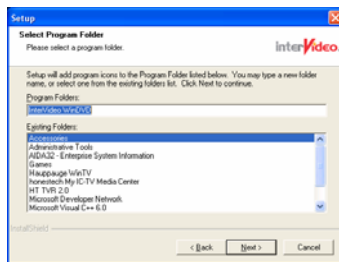 Setup
Select Program Folder
Please select a program folder.
interVideo.
Setup will add program icons to the Program Folder listed below. You may type a new folder
name, or select one from the existing folders list. Click Next to continue.
Program Folders:
InterVideo WinDVD
Existing Folders:
Accessories
Administrative Tools
AIDA32 - Enterprise System Information
Games
Hauppauge WinTV
honestech My IC-TV Media Center
HT TVR 2.0
Microsoft Developer Network
Microsoft Visual C++ 6.0
InstallShield
< Back
Next >
Cancel